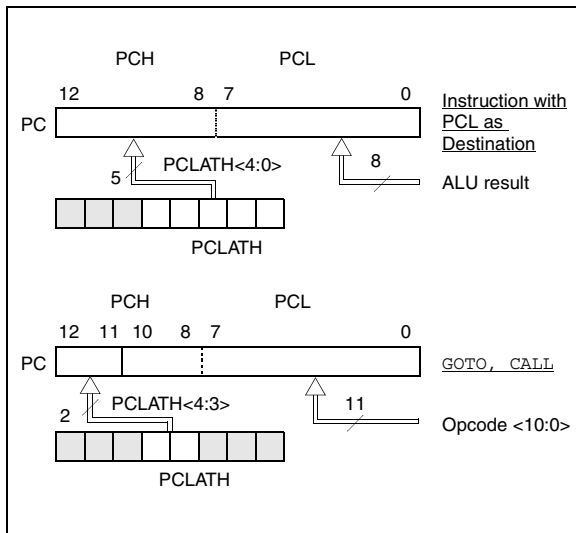 PCH PCL
12 8 7 0
PC
Instruction with
PCL as
Destination
PCLATH<4:0>
5
8
ALU result
PCLATH
PCH PCL
12 11 10 8 7 0
PC
GOTO, CALL
PCLATH<4:3>
2
11
Opcode <10:0>
PCLATH